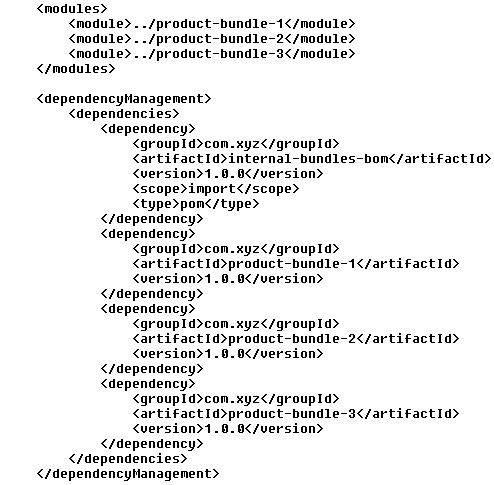 <modules>
<module>../product-bundle-1</module>
<module>../product-bundle-2</module>
<module>../product-bundle-3</module>
</modules>
<dependencyManagement>
<dependencies>
<dependency>
<groupId>com.xyz</groupId>
<artifactId>internal-bundles-bom</artifactId>
<version>1.0.0</version>
<scope>import</scope>
<type>pom</type>
</dependency>
<dependency>
<groupId>com.xyz</groupId>
<artifactId>product-bundle-1</artifactId>
<version>1.0.0</version>
</dependency>
<dependency>
<groupId>com.xyz</groupId>
<artifactId>product-bundle-2</artifactId>
<version>1.0.0</version>
</dependency>
<dependency>
<groupId>com.xyz</groupId>
<artifactId>product-bundle-3</artifactId>
<version>1.0.0</version>
</dependency>
</dependencies>
</dependencyManagement>